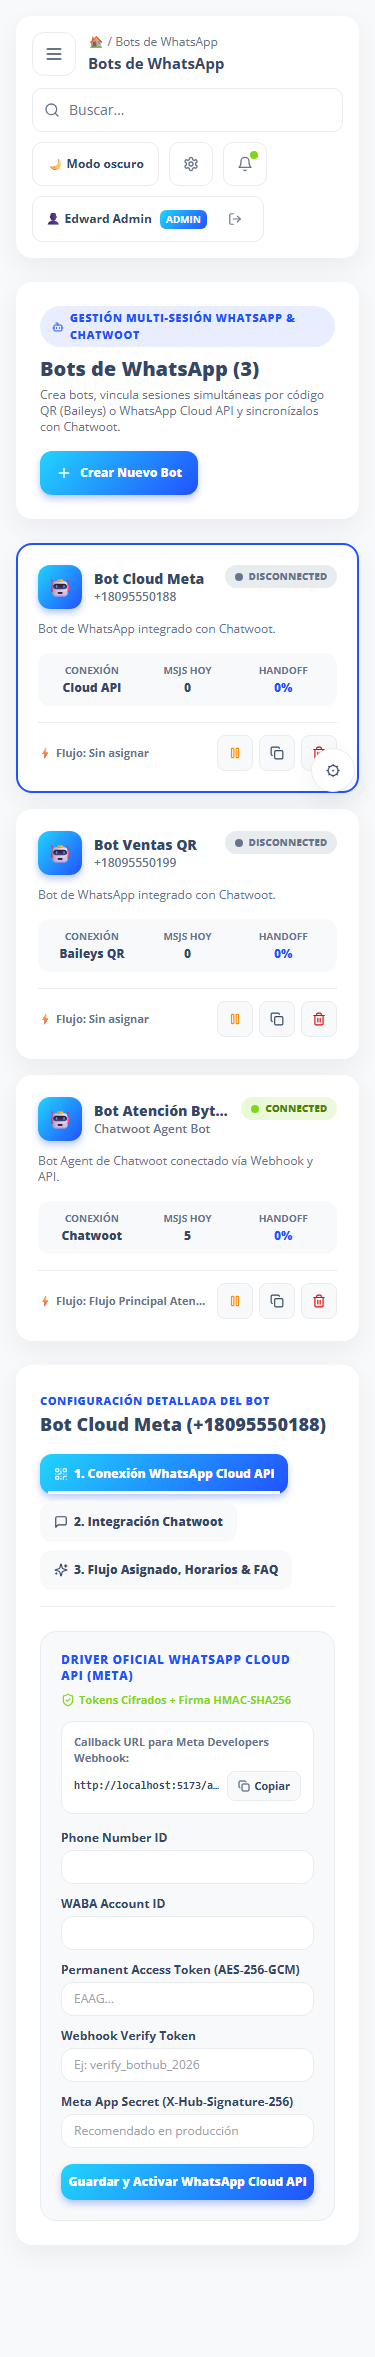 / Bots de WhatsApp
Bots de WhatsApp
Buscar...
Modo oscuro
Edward Admin ADMIN
GESTIÓN MULTI-SESIÓN WHATSAPP &
CHATWOOT
Bots de WhatsApp (3)
Crea bots, vincula sesiones simultáneas por código
QR (Baileys) o WhatsApp Cloud API y sincronízalos
con Chatwoot.
Crear Nuevo Bot
Bot Cloud Meta
DISCONNECTED
+18095550188
Bot de WhatsApp integrado con Chatwoot.
CONEXIÓN MSJS HOY HANDOFF
Cloud API 0 0%
Flujo: Sin asignar
Bot Ventas QR
DISCONNECTED
+18095550199
Bot de WhatsApp integrado con Chatwoot.
CONEXIÓN MSJS HOY HANDOFF
Baileys QR 0 0%
Flujo: Sin asignar
Bot Atención Byt...
CONNECTED
Chatwoot Agent Bot
Bot Agent de Chatwoot conectado vía Webhook y
API.
CONEXIÓN MSJS HOY HANDOFF
Chatwoot 5 0%
Flujo: Flujo Principal Aten...
CONFIGURACIÓN DETALLADA DEL BOT
Bot Cloud Meta (+18095550188)
1. Conexión WhatsApp Cloud API
2. Integración Chatwoot
3. Flujo Asignado, Horarios & FAQ
DRIVER OFICIAL WHATSAPP CLOUD
API (META)
Tokens Cifrados + Firma HMAC-SHA256
Callback URL para Meta Developers
Webhook:
http://localhost:5173/a... Copiar
Phone Number ID
WABA Account ID
Permanent Access Token (AES-256-GCM)
EAAG...
Webhook Verify Token
Ej: verify_bothub_2026
Meta App Secret (X-Hub-Signature-256)
Recomendado en producción
Guardar y Activar WhatsApp Cloud API